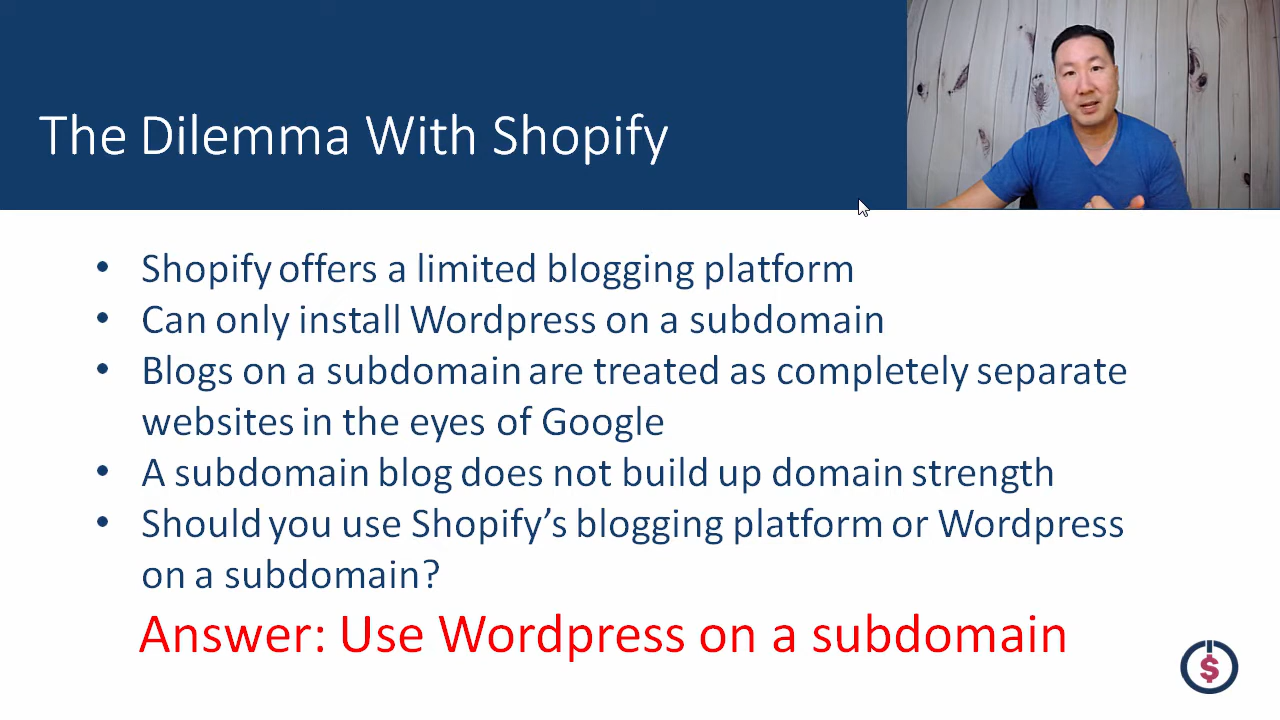 The Dilemma With Shopify
• Shopify offers a limited blogging platform
• Can only install Wordpress on a subdomain
• Blogs on a subdomain are treated as completely separate
websites in the eyes of Google
• A subdomain blog does not build up domain strength
• Should you use Shopify’s blogging platform or Wordpress
on a subdomain?
Answer: Use Wordpress on a subdomain
$